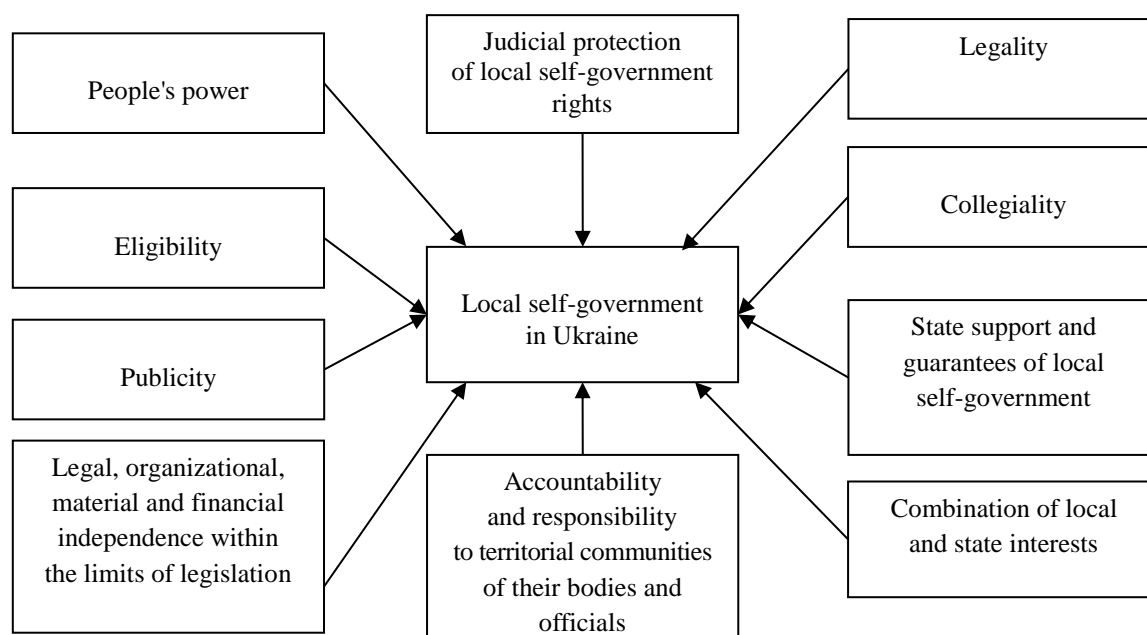 People's power
Judicial protection
of local self-government
rights
Legality
Eligibility
Collegiality
Local self-government
in Ukraine
Publicity
State support and
guarantees of local
self-government
Legal, organizational,
material and financial
independence within
the limits of legislation
Accountability
and responsibility
to territorial communities
of their bodies and
officials
Combination of local
and state interests